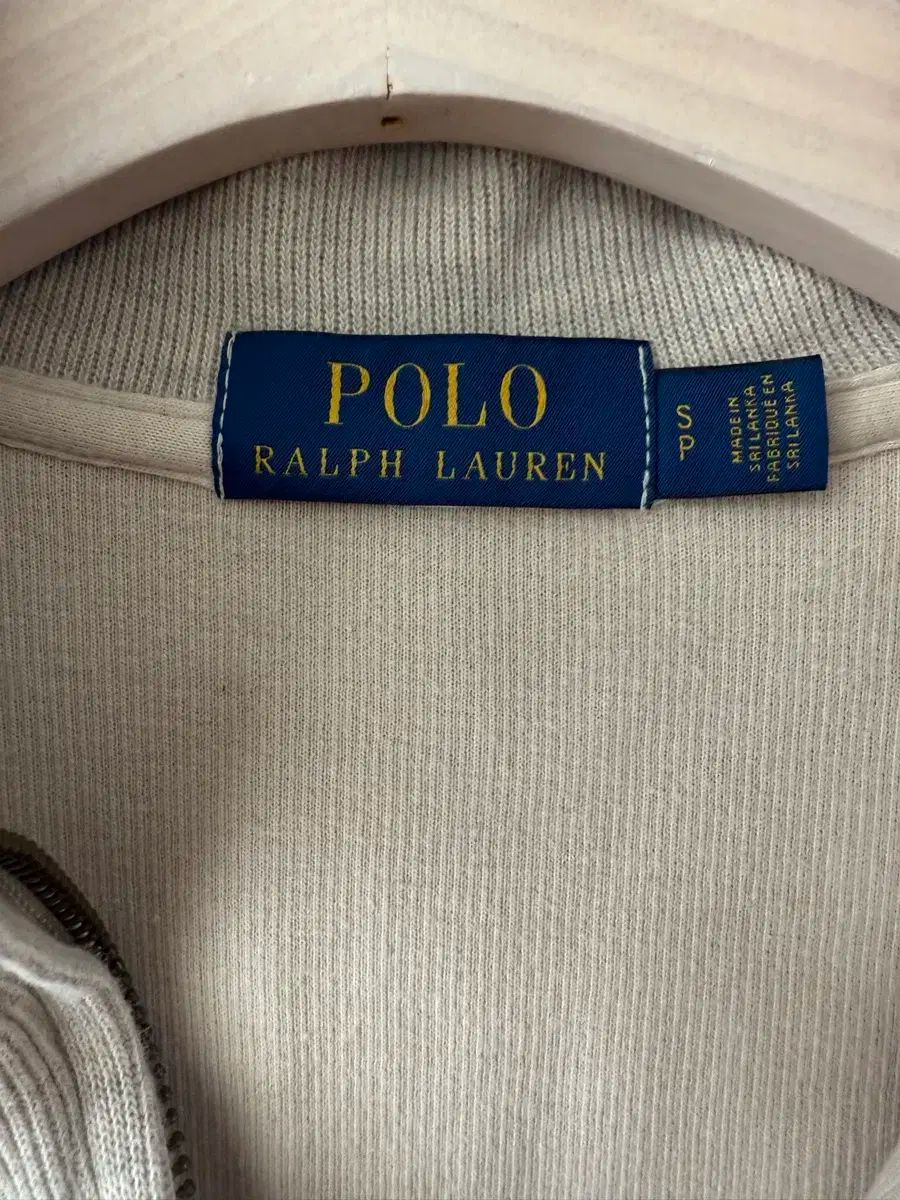 POLO
RALPH LAUREN
S
P
MADE IN
SRI LANKA
FABRIQUÉ EN
SRI LANKA